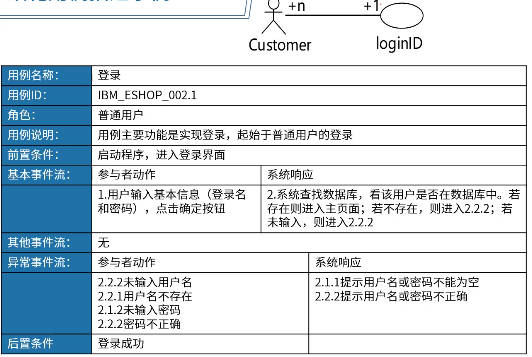 +n
+1
Customer
loginID
用例名称： 登录
用例ID： IBM_ESHOP_002.1
角色： 普通用户
用例说明： 用例主要功能是实现登录，起始于普通用户的登录
前置条件： 启动程序，进入登录界面
基本事件流： 参与者动作 系统响应
1.用户输入基本信息（登录名
和密码），点击确定按钮
2.系统查找数据库，看该用户是否在数据库中。若
存在则进入主页面；若不存在，则进入2.2.2；若
未输入，则进入2.2.2
其他事件流： 无
异常事件流： 参与者动作 系统响应
2.2.2未输入用户名
2.2.1用户名不存在
2.1.2未输入密码
2.2.2密码不正确
2.1.1提示用户名或密码不能为空
2.2.2提示用户名或密码不正确
后置条件 登录成功